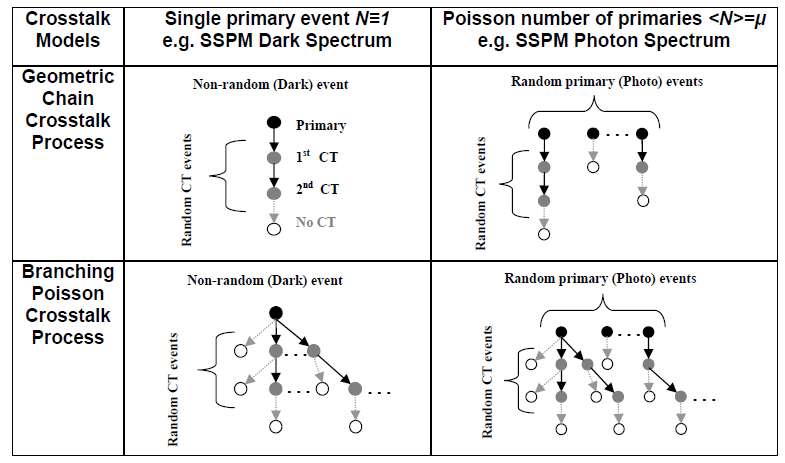 Crosstalk
Models
Single primary event N≡1
e.g. SSPM Dark Spectrum
Poisson number of primaries <N>=μ
e.g. SSPM Photon Spectrum
Geometric
Chain
Crosstalk
Process
Non-random (Dark) event
Random CT events
Primary
1st CT
2nd CT
No CT
Random primary (Photo) events
Random CT events
Branching
Poisson
Crosstalk
Process
Non-random (Dark) event
Random CT events
Random primary (Photo) events
Random CT events